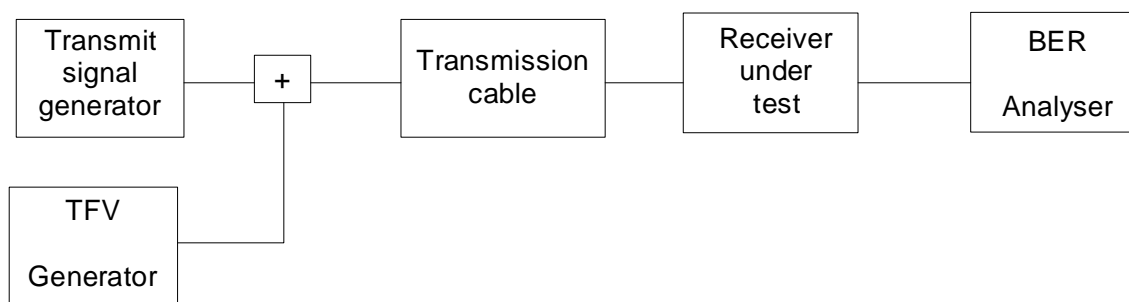 Transmit
signal
generator
+
Transmission
cable
Receiver
under
test
BER
Analyser
TFV
Generator